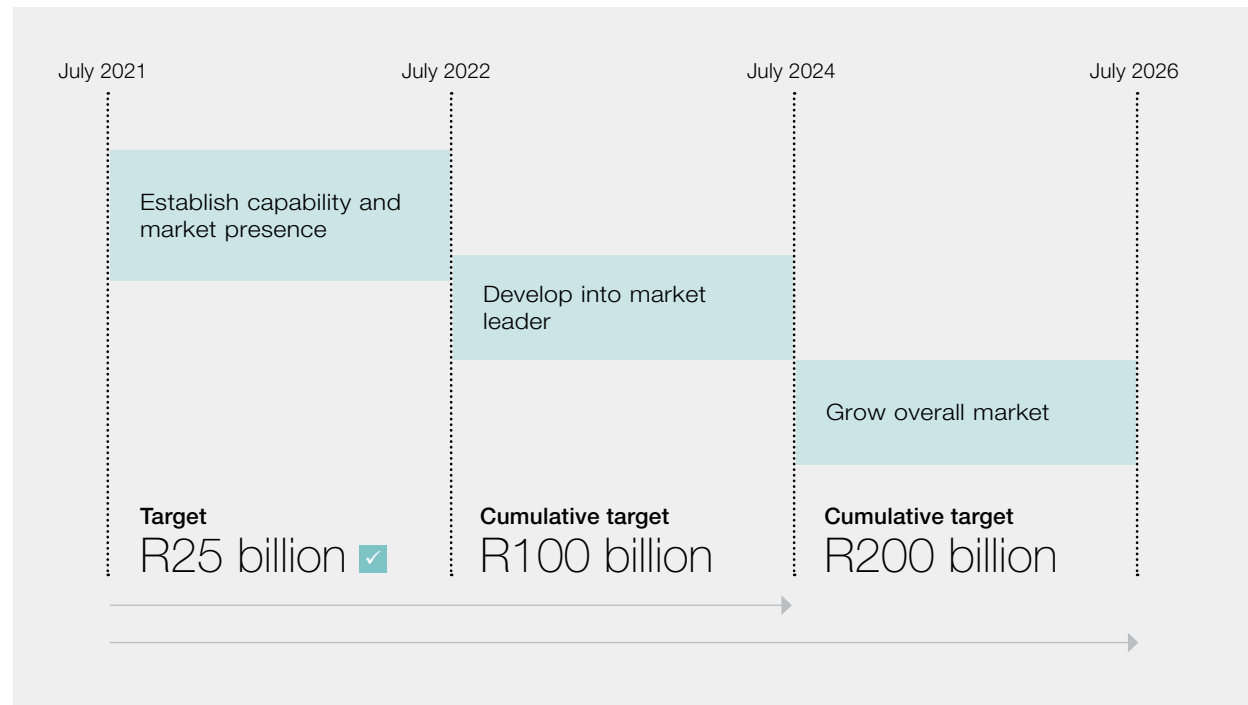 July 2021
July 2022
July 2024
July 2026
Establish capability and
market presence
Develop into market
leader
Grow overall market
Target
R25 billion
Cumulative target
R100 billion
Cumulative target
R200 billion